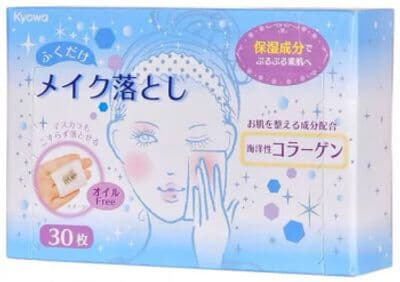 Kyowa
ふくだけ
メイク落とし
保湿成分で
ぷるぷる素肌へ
マスカラも
こすらず落とせる
お肌を整える成分配合
海洋性コラーゲン
オイル
Free
30枚